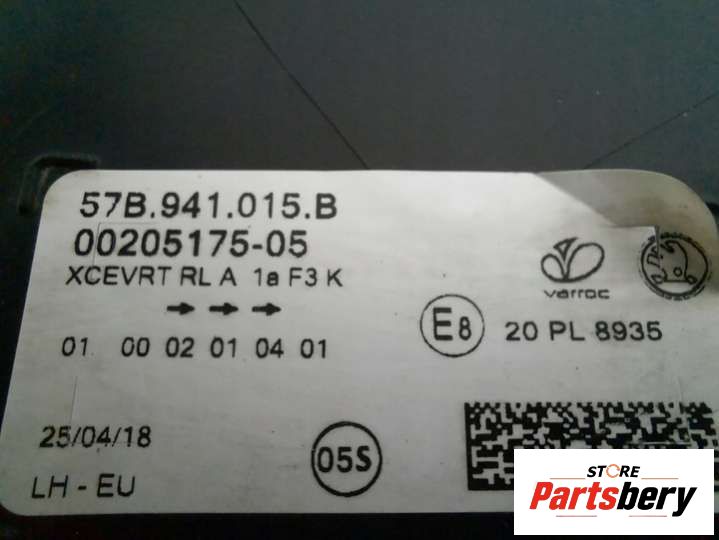 57B.941.015.B
00205175-05
XCEVRT RL A 1a F3 K
01 00 02 01 04 01
varroc
E8 20 PL 8935
25/04/18
05S
LH - EU
STORE
Partsbery